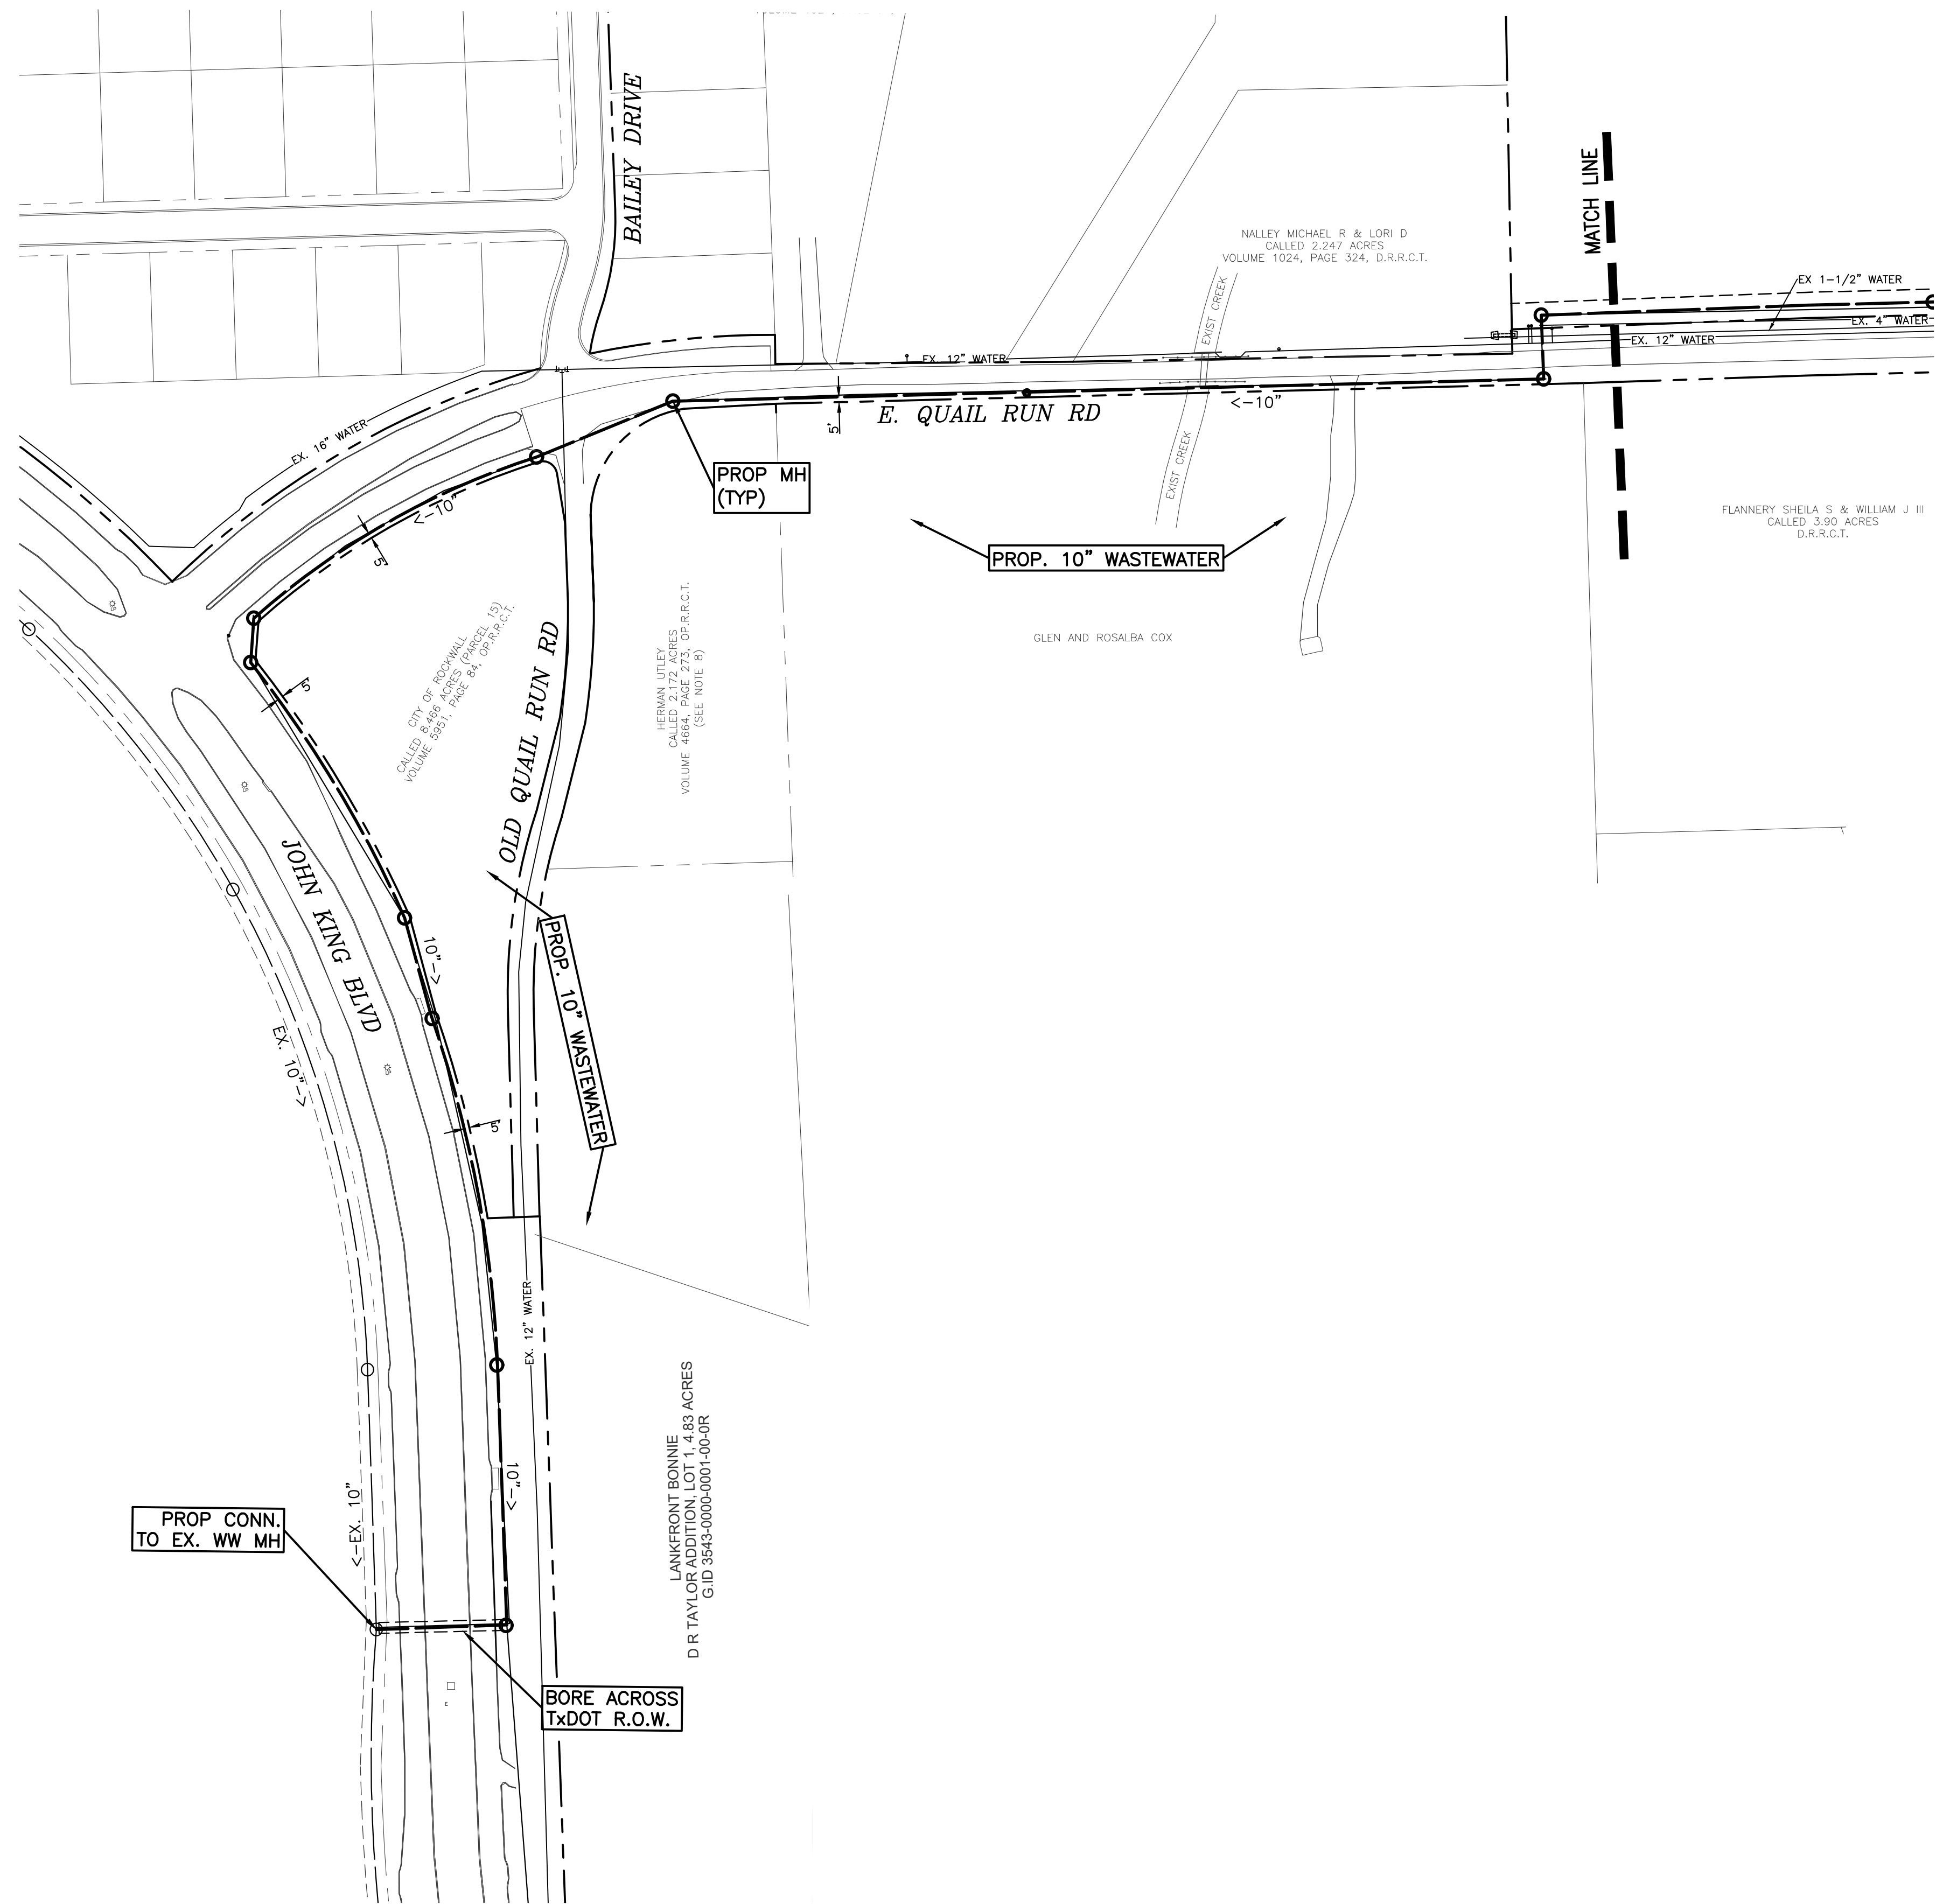 BAILEY DRIVE
MATCH LINE
NALLEY MICHAEL R & LORI D
CALLED 2.247 ACRES
VOLUME 1024, PAGE 324, D.R.R.C.T.
EXIST CREEK
EX 1-1/2" WATER
EX. 4" WATER
EX. 12" WATER
EX. 12" WATER
<-10"
E. QUAIL RUN RD
5'
EX. 16" WATER
PROP MH
(TYP)
EXIST CREEK
<-10"
5'
PROP. 10" WASTEWATER
FLANNERY SHEILA S & WILLIAM J III
CALLED 3.90 ACRES
D.R.R.C.T.
GLEN AND ROSALBA COX
CITY OF ROCKWALL
CALLED 8.466 ACRES (PARCEL 15)
VOLUME 5951, PAGE 84, OP.R.R.C.T.
HERMAN UTLEY
CALLED 2.172 ACRES
VOLUME 4664, PAGE 273, OP.R.R.C.T.
(SEE NOTE 8)
5'
OLD QUAIL RUN RD
JOHN KING BLVD
10"->
PROP. 10" WASTEWATER
EX. 10"->
5'
EX. 12" WATER
LANKFRONT BONNIE
D R TAYLOR ADDITION, LOT 1, 4.83 ACRES
G.ID 3543-0000-0001-00-0R
<-EX. 10"
10"
<-
PROP CONN.
TO EX. WW MH
BORE ACROSS
TxDOT R.O.W.
E